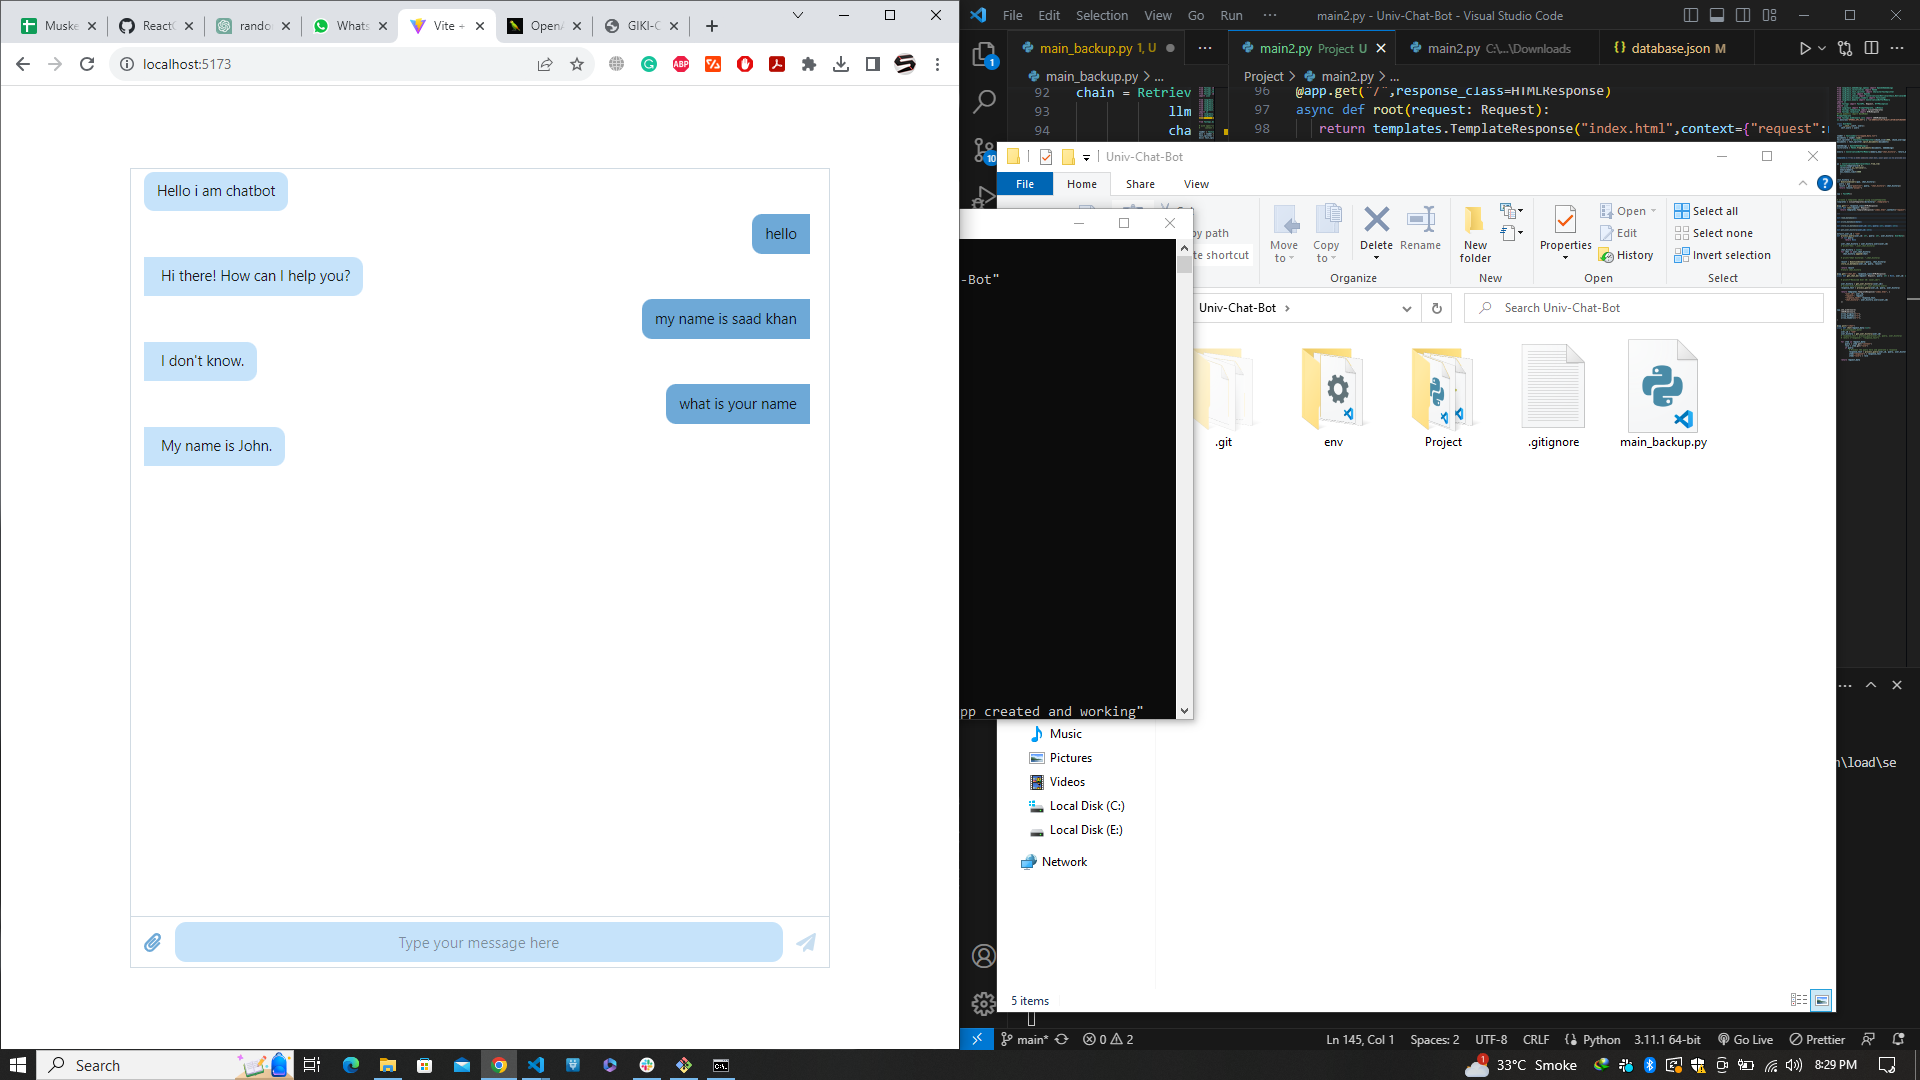 Muske
React
rando
Whats
Vite +
OpenA
GIKI-C
localhost:5173
Hello i am chatbot
hello
Hi there! How can I help you?
my name is saad khan
I don't know.
what is your name
My name is John.
Type your message here
File Edit Selection View Go Run ... main2.py - Univ-Chat-Bot - Visual Studio Code
main_backup.py 1, U
main2.py Project U
main2.py C:\...\Downloads
database.json M
main_backup.py > ...
Project > main2.py > ...
92 chain = Retriev
93 llm
94 cha
96 @app.get("/",response_class=HTMLResponse)
97 async def root(request: Request):
98 return templates.TemplateResponse("index.html",context={"request":
1
10
Univ-Chat-Bot
File Home Share View
py path
te shortcut
Move to
Copy to
Delete
Rename
Organize
New folder
New
Properties
Open
Edit
History
Open
Select all
Select none
Insert selection
Select
Univ-Chat-Bot >
Search Univ-Chat-Bot
-Bot"
pp created and working"
.git
env
Project
.gitignore
main_backup.py
Music
Pictures
Videos
Local Disk (C:)
Local Disk (E:)
Network
5 items
n\load\se
main* 0 2
Ln 145, Col 1 Spaces: 2 UTF-8 CRLF Python 3.11.1 64-bit Go Live Prettier
Search
33°C Smoke
8:29 PM